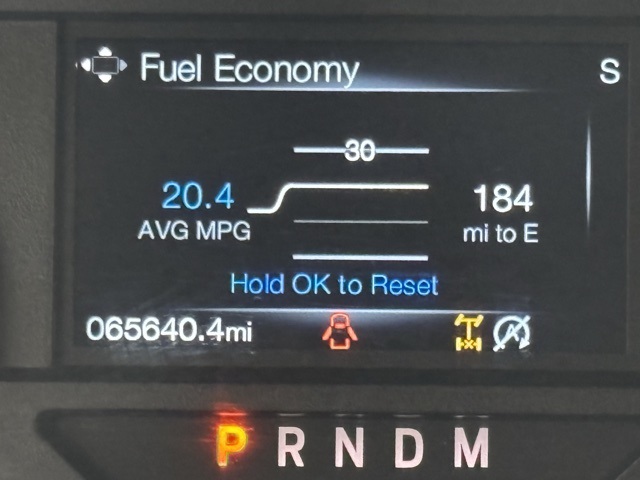 Fuel Economy S
30
20.4 184
AVG MPG mi to E
Hold OK to Reset
065640.4mi
P R N D M